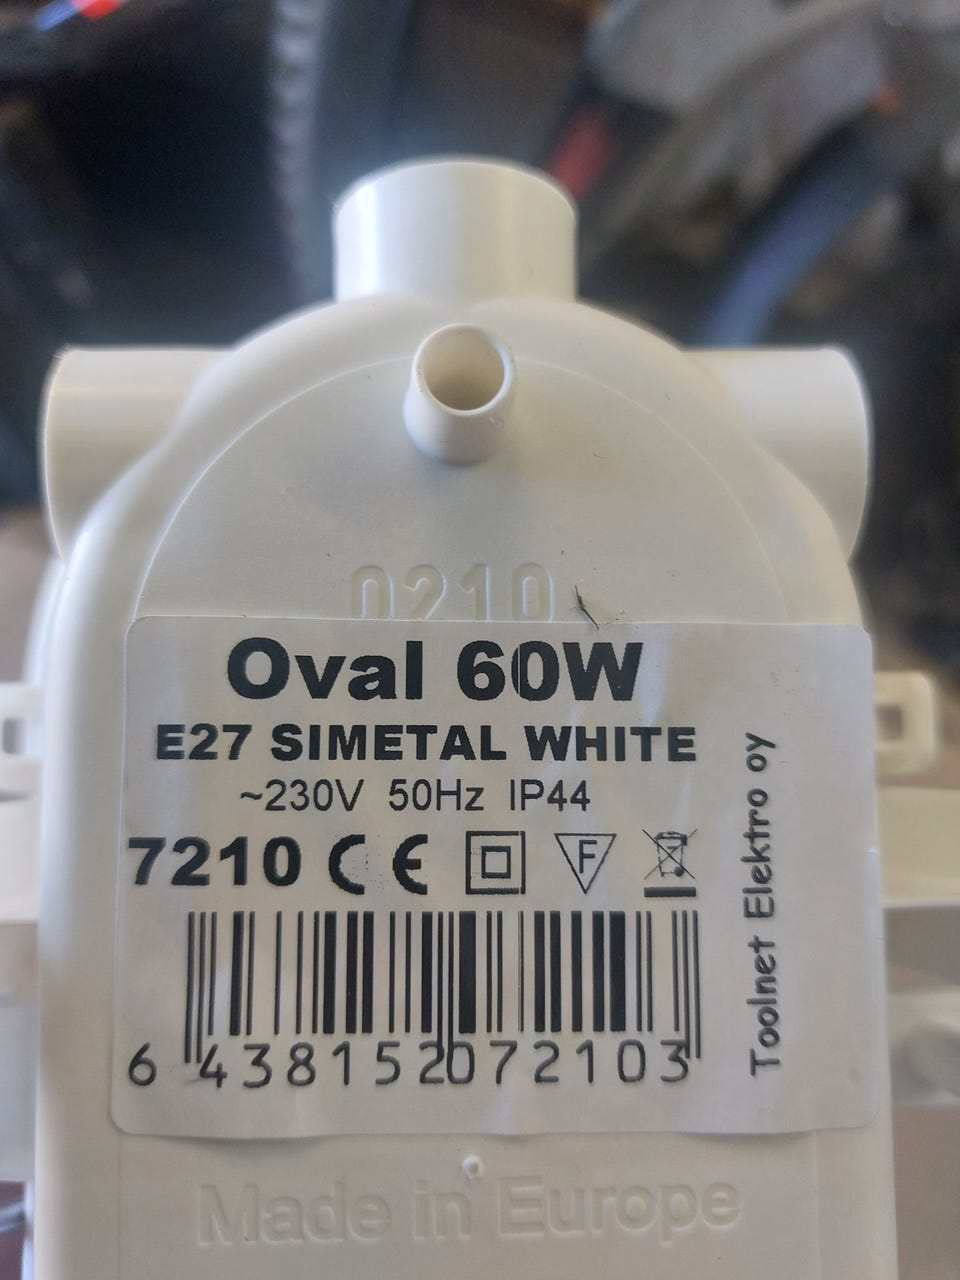 0210
Oval 60W
E27 SIMETAL WHITE
~230V 50Hz IP44
7210 CE F
6 438152 072103
Toolnet Elektro oy
Made in Europe